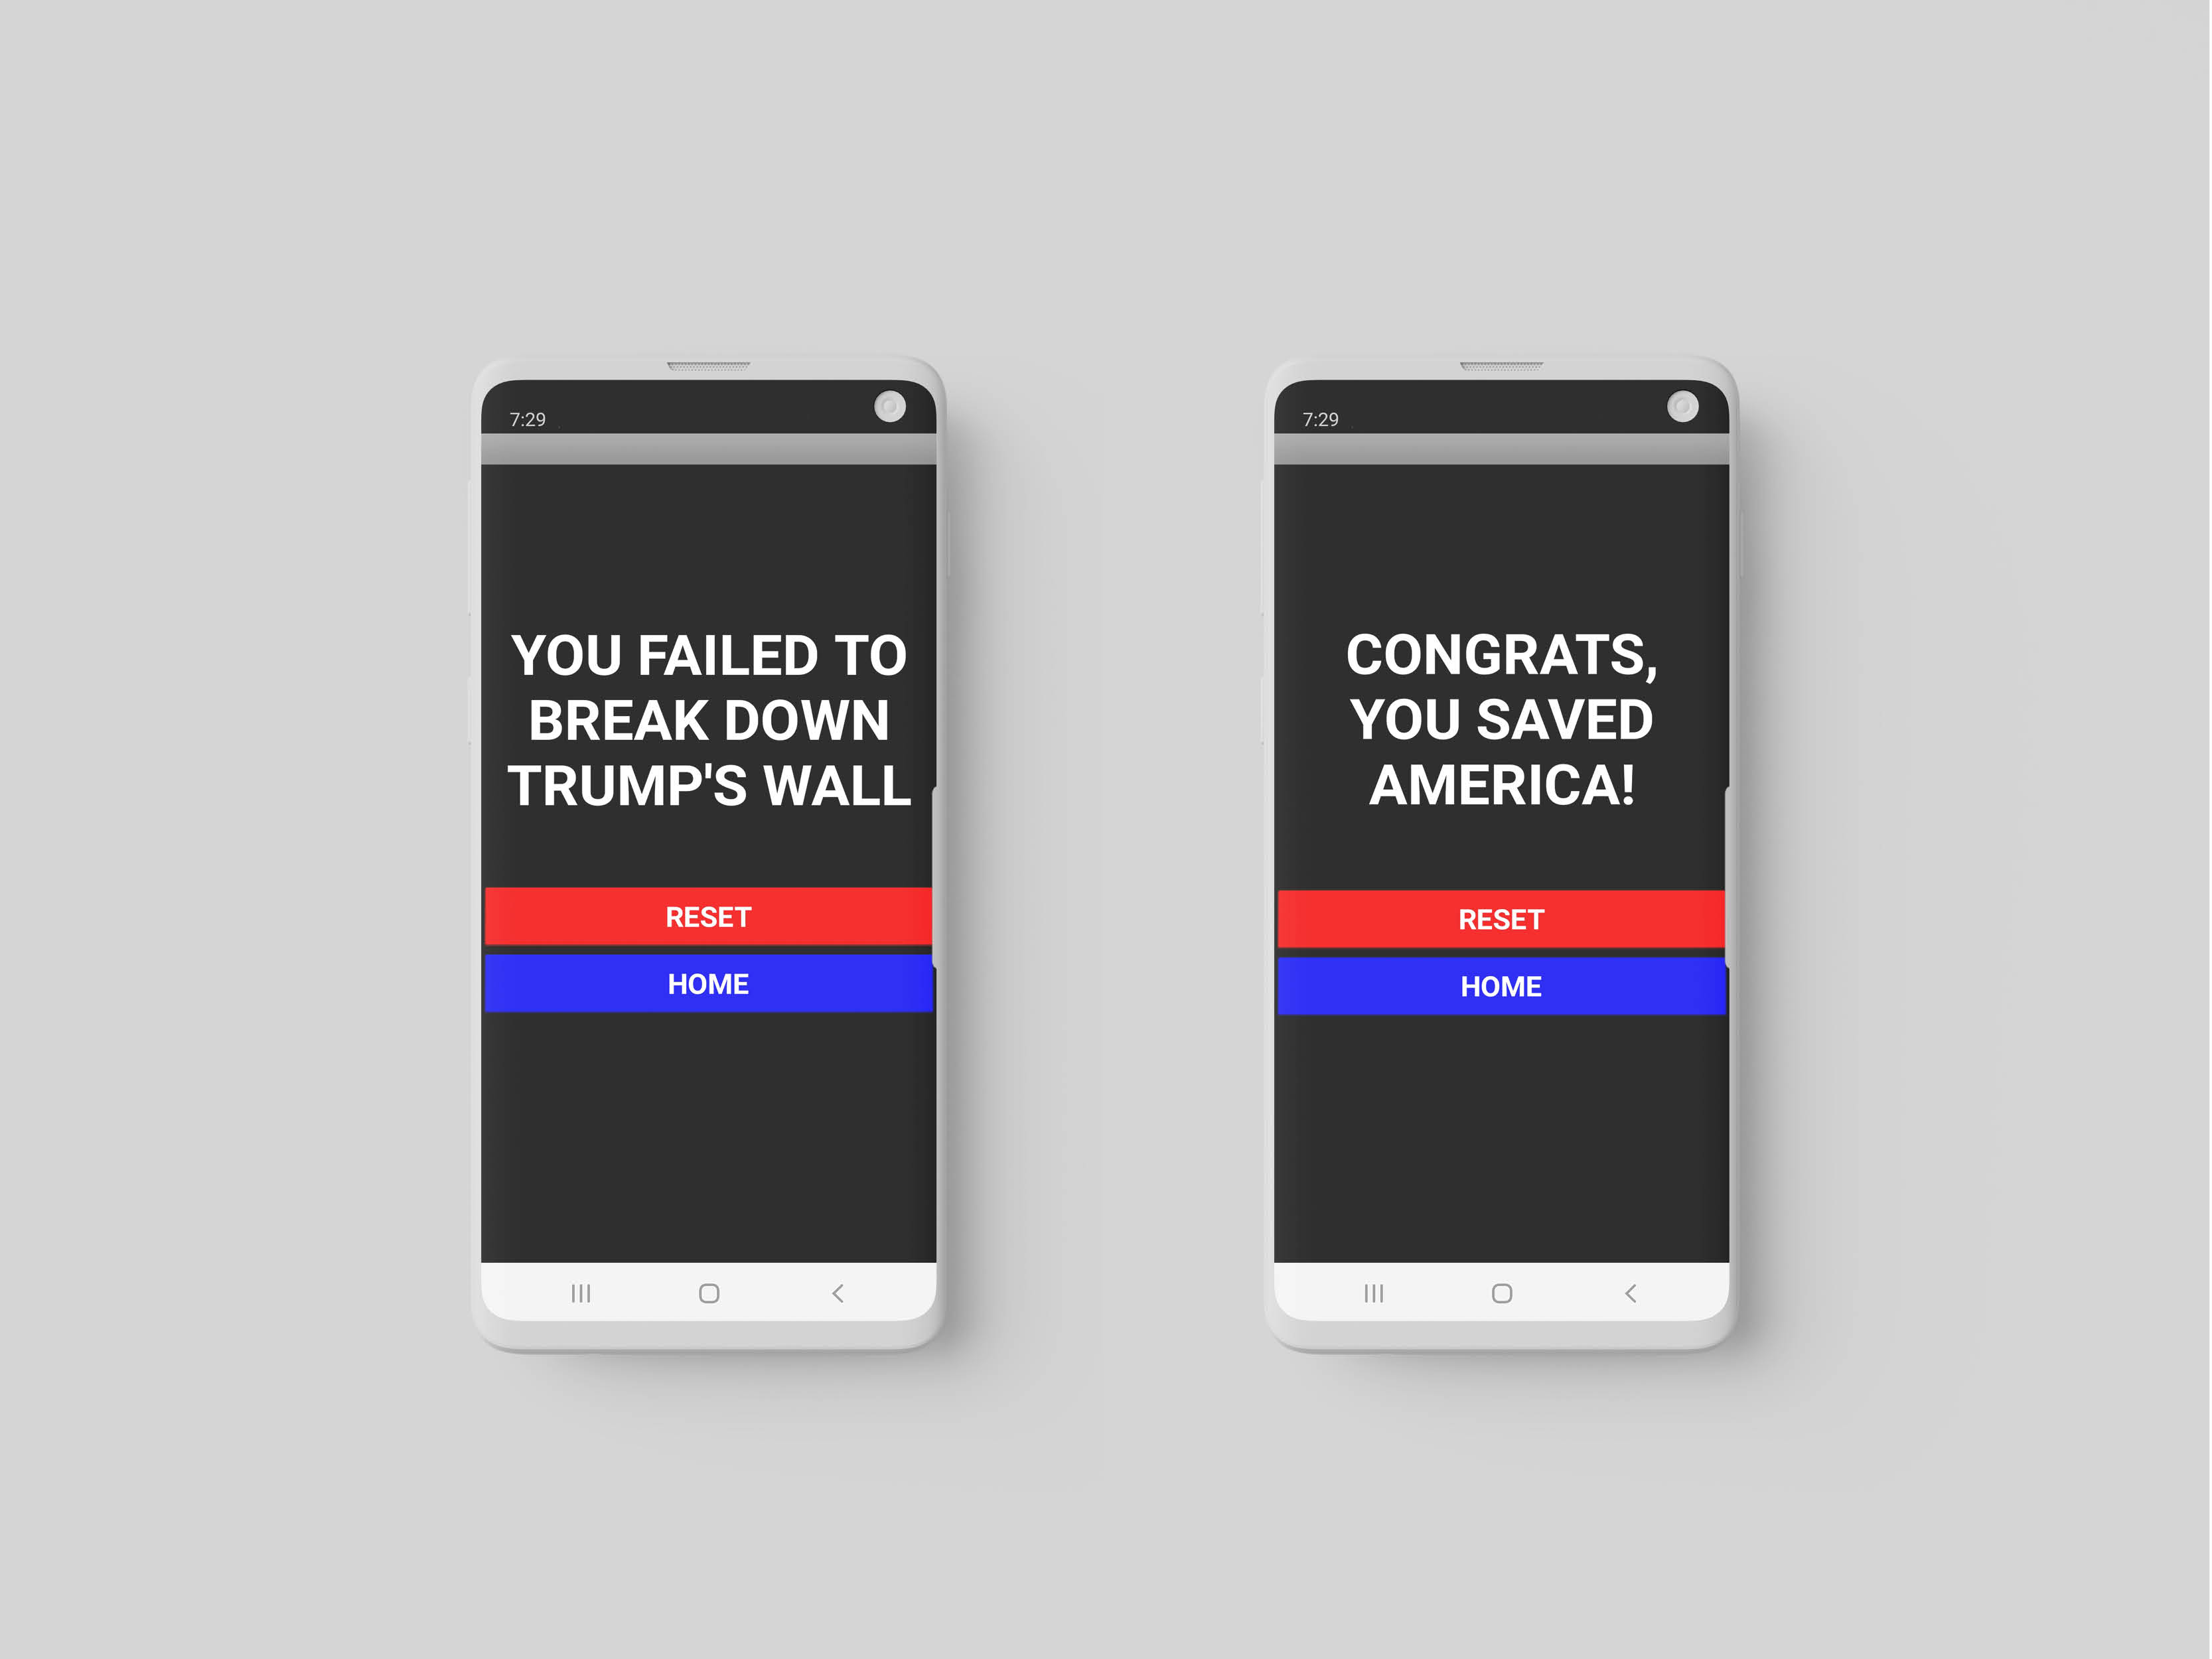 7:29
YOU FAILED TO
BREAK DOWN
TRUMP'S WALL
RESET
HOME
7:29
CONGRATS,
YOU SAVED
AMERICA!
RESET
HOME